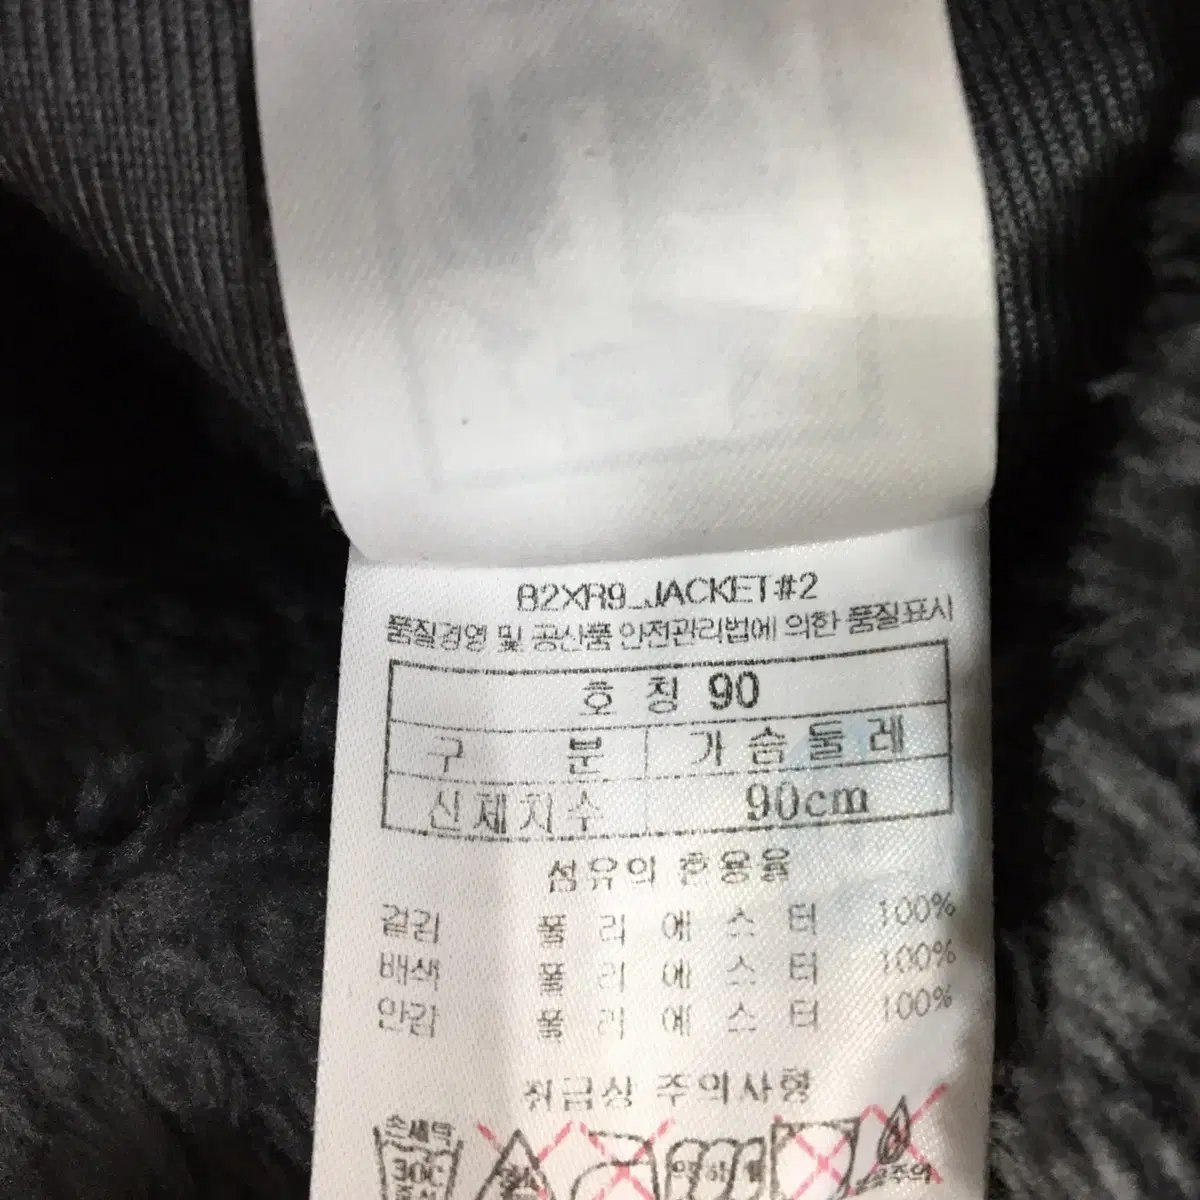 B2XR9_JACKET#2
품질경영 및 공산품 안전관리법에 의한 품질표시
호 칭 90
구 분 가 슴 둘 레
신체치수 90cm
섬유의 혼용율
겉감 폴 리 에 스 터 100%
배색 폴 리 에 스 터 100%
안감 폴 리 에 스 터 100%
취급상 주의사항
손세탁
30C